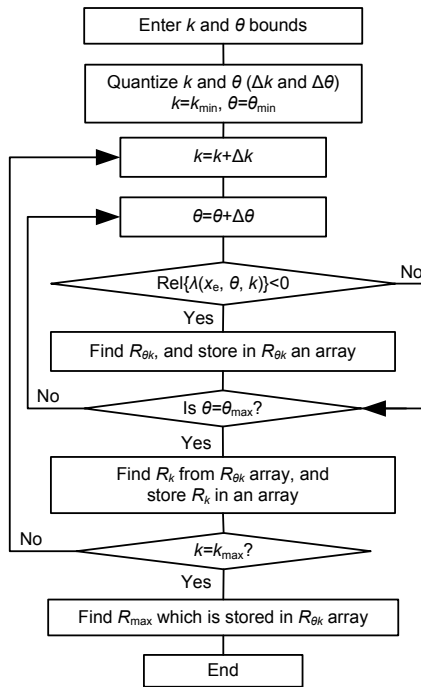 Enter k and θ bounds
Quantize k and θ (Δk and Δθ)
k=kmin, θ=θmin
k=k+Δk
θ=θ+Δθ
Rel{λ(xe, θ, k)}<0
No
Yes
Find Rθk, and store in Rθk an array
No
Is θ=θmax?
Yes
Find Rk from Rθk array, and
store Rk in an array
No
k=kmax?
Yes
Find Rmax which is stored in Rθk array
End